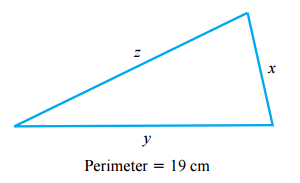 z
x
y
Perimeter = 19 cm